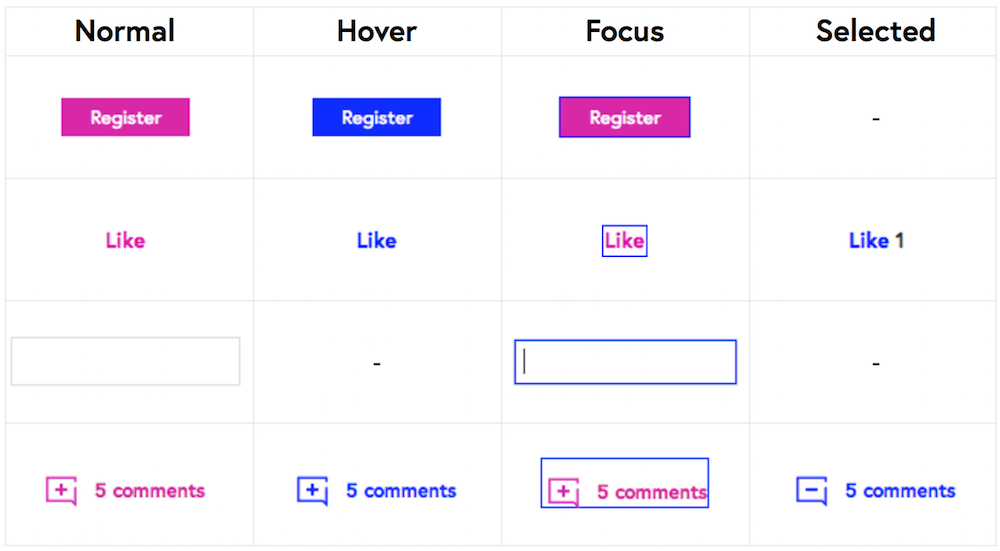 Normal Hover Focus Selected
Register Register Register -
Like Like Like Like 1
- -
5 comments 5 comments 5 comments 5 comments